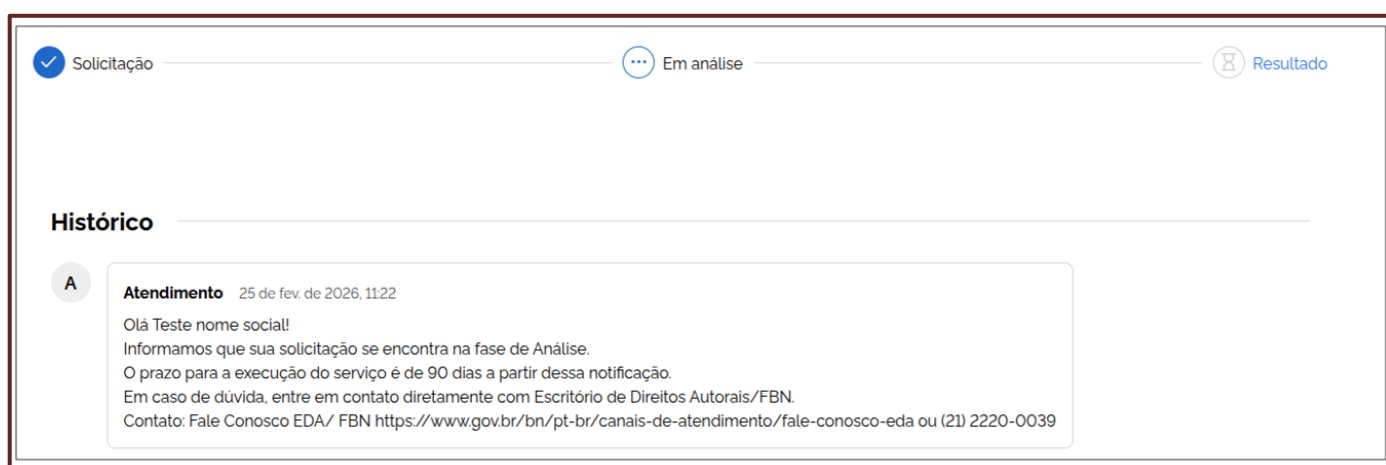 Solicitação
Em análise
Resultado
Histórico
A
Atendimento 25 de fev. de 2026, 11:22
Olá Teste nome social!
Informamos que sua solicitação se encontra na fase de Análise.
O prazo para a execução do serviço é de 90 dias a partir dessa notificação.
Em caso de dúvida, entre em contato diretamente com Escritório de Direitos Autorais/FBN.
Contato: Fale Conosco EDA/ FBN https://www.gov.br/bn/pt-br/canais-de-atendimento/fale-conosco-eda ou (21) 2220-0039